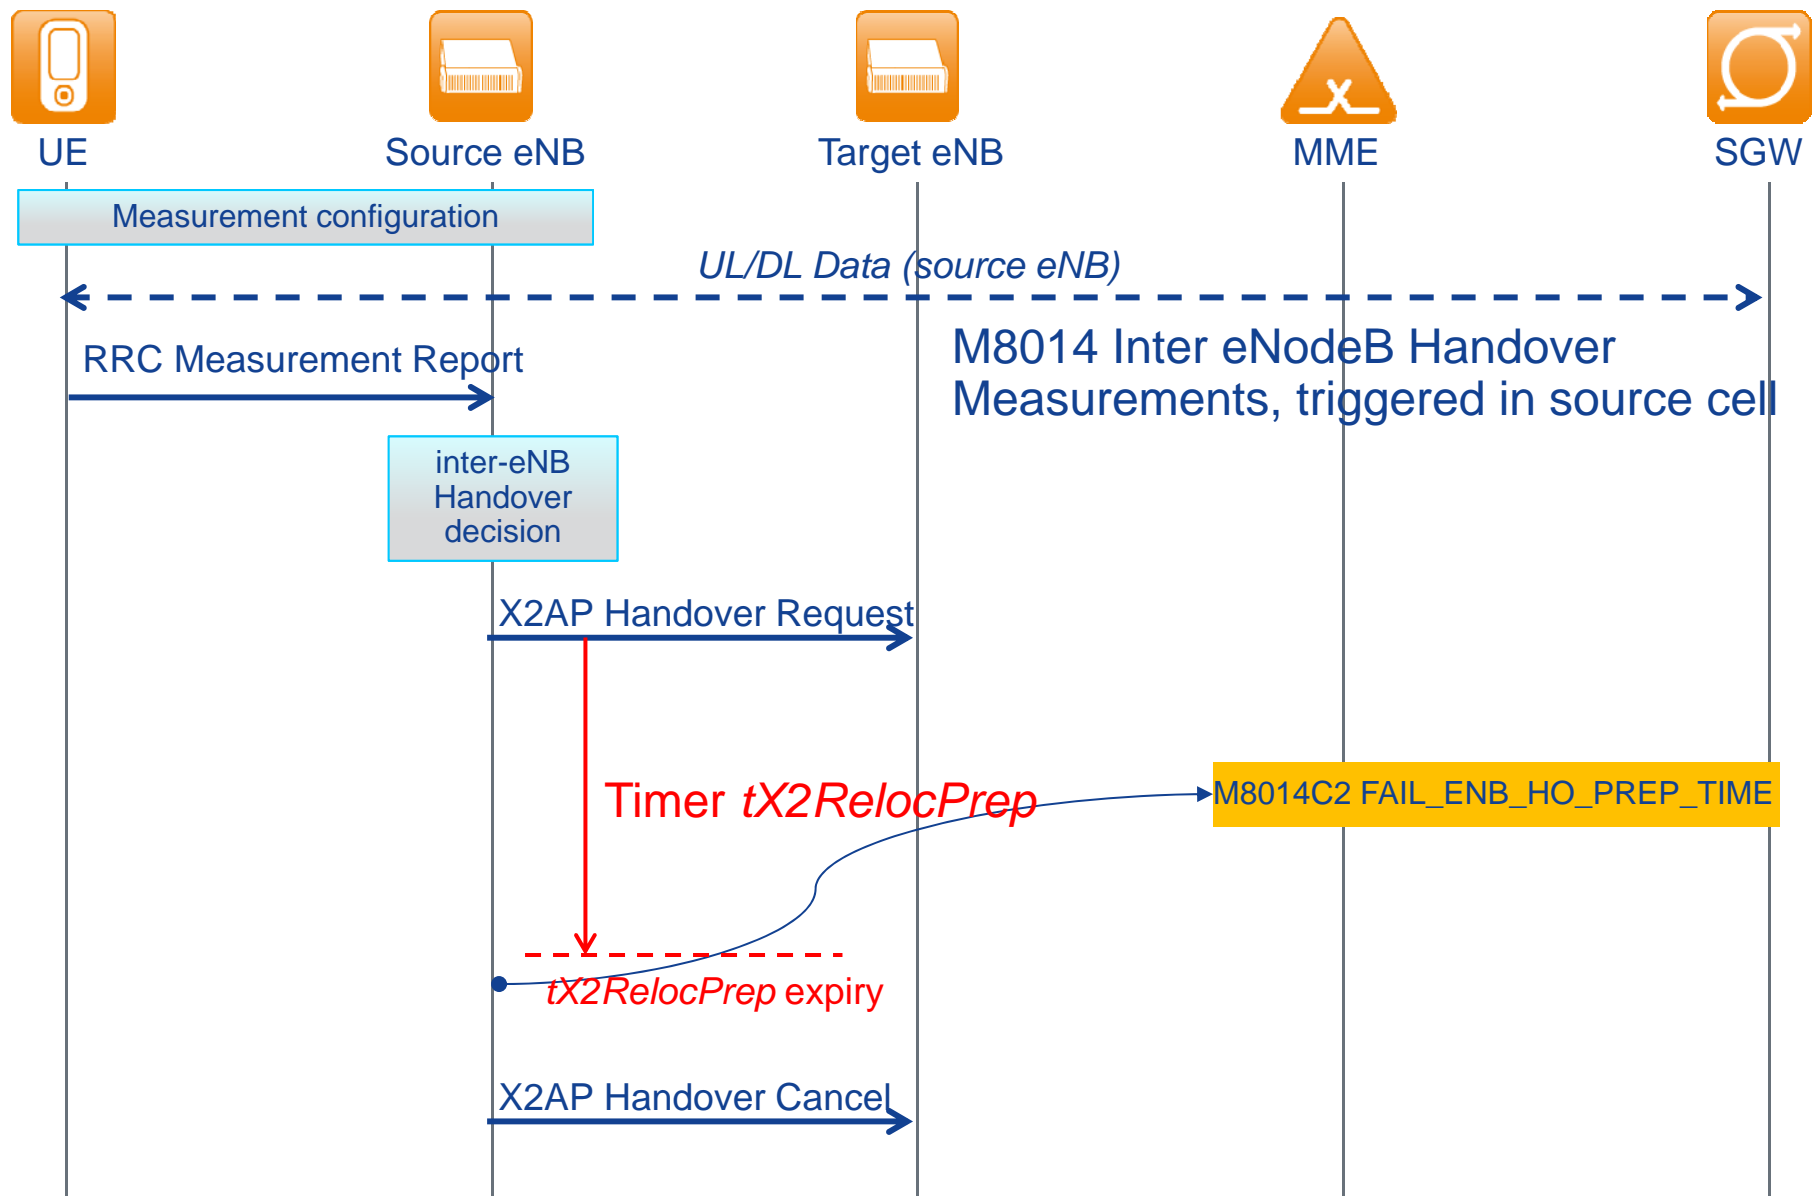 UE
Source eNB
Target eNB
MME
SGW
Measurement configuration
UL/DL Data (source eNB)
RRC Measurement Report
M8014 Inter eNodeB Handover
Measurements, triggered in source cell
inter-eNB
Handover
decision
X2AP Handover Request
Timer tX2RelocPrep
M8014C2 FAIL_ENB_HO_PREP_TIME
tX2RelocPrep expiry
X2AP Handover Cancel